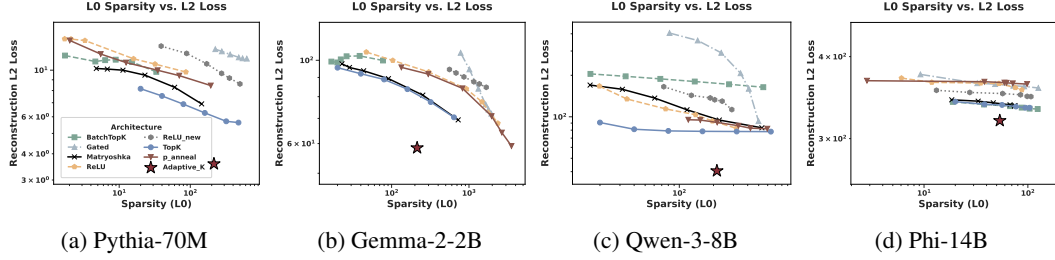 L0 Sparsity vs. L2 Loss
Reconstruction L2 Loss
10¹
6 × 10⁰
4 × 10⁰
3 × 10⁰
Architecture
BatchTopK
Gated
Matryoshka
ReLU
ReLU_new
TopK
p_anneal
Adaptive_K
10¹
10²
Sparsity (L0)
(a) Pythia-70M
L0 Sparsity vs. L2 Loss
Reconstruction L2 Loss
10²
6 × 10¹
10²
10³
Sparsity (L0)
(b) Gemma-2-2B
L0 Sparsity vs. L2 Loss
Reconstruction L2 Loss
10²
10²
Sparsity (L0)
(c) Qwen-3-8B
L0 Sparsity vs. L2 Loss
Reconstruction L2 Loss
4 × 10²
3 × 10²
10¹
10²
Sparsity (L0)
(d) Phi-14B